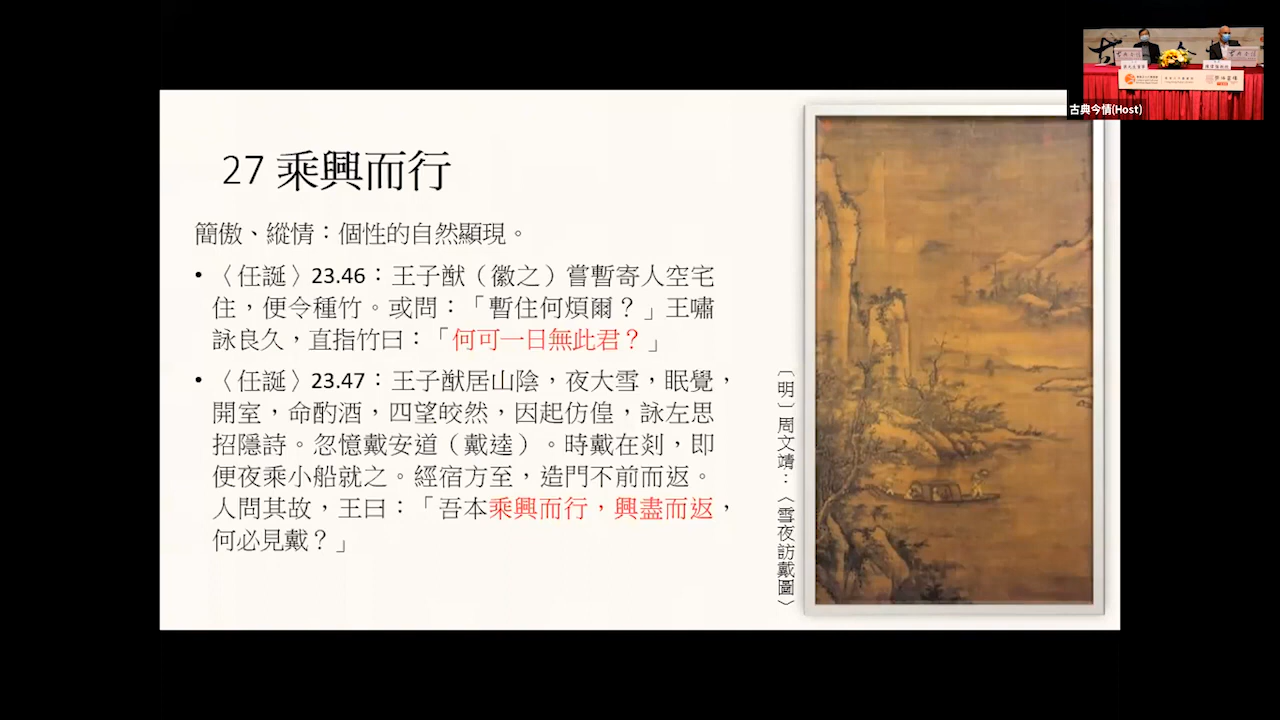 27 乘興而行
簡傲、縱情：個性的自然顯現。
• 〈任誕〉23.46：王子猷（徽之）嘗暫寄人空宅
住，便令種竹。或問：「暫住何煩爾？」王嘯
詠良久，直指竹曰：「何可一日無此君？」
• 〈任誕〉23.47：王子猷居山陰，夜大雪，眠覺，
開室，命酌酒，四望皎然，因起仿偟，詠左思
招隱詩。忽憶戴安道（戴逵）。時戴在剡，即
便夜乘小船就之。經宿方至，造門不前而返。
人問其故，王曰：「吾本乘興而行，興盡而返，
何必見戴？」
〔明〕周文靖：〈雪夜訪戴圖〉
古典今情(Host)